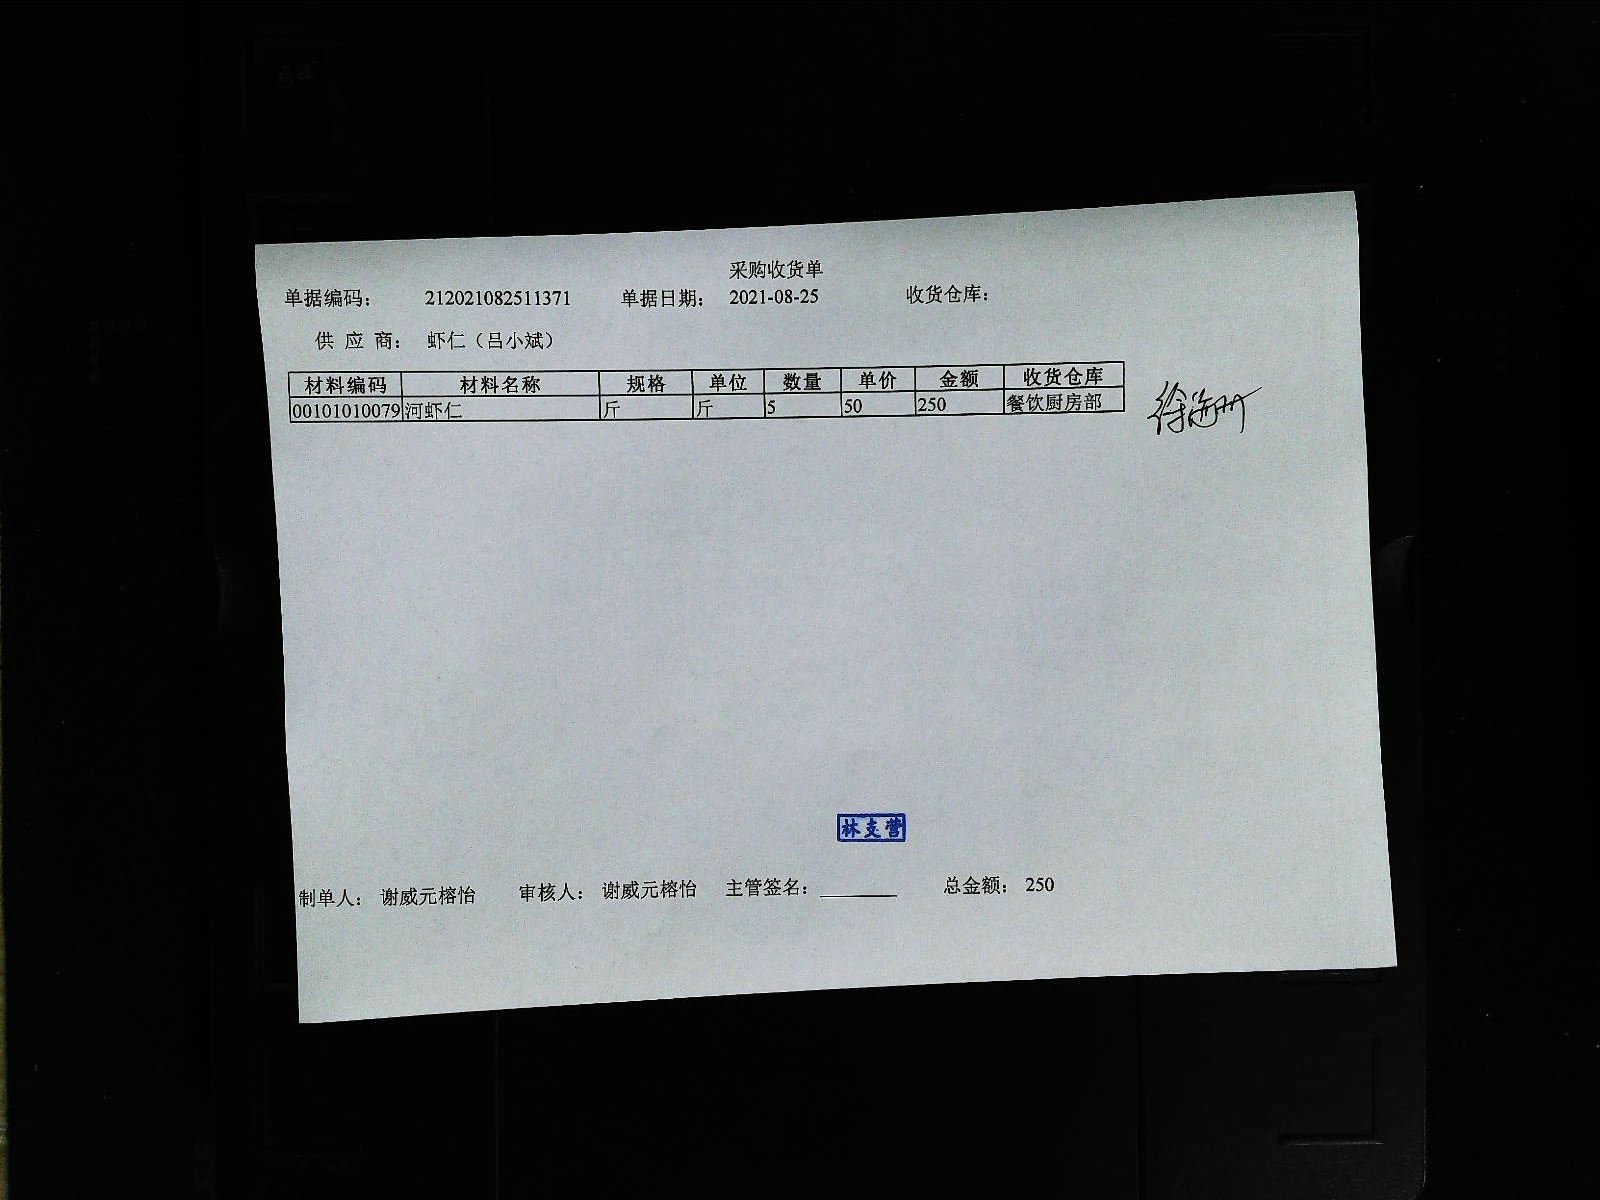 采购收货单
单据编码： 212021082511371 单据日期： 2021-08-25 收货仓库：
供 应 商： 虾仁（吕小斌）
材料编码 材料名称 规格 单位 数量 单价 金额 收货仓库
00101010079 河虾仁 斤 斤 5 50 250 餐饮厨房部
林支营
制单人： 谢威元榕怡 审核人： 谢威元榕怡 主管签名： 总金额： 250